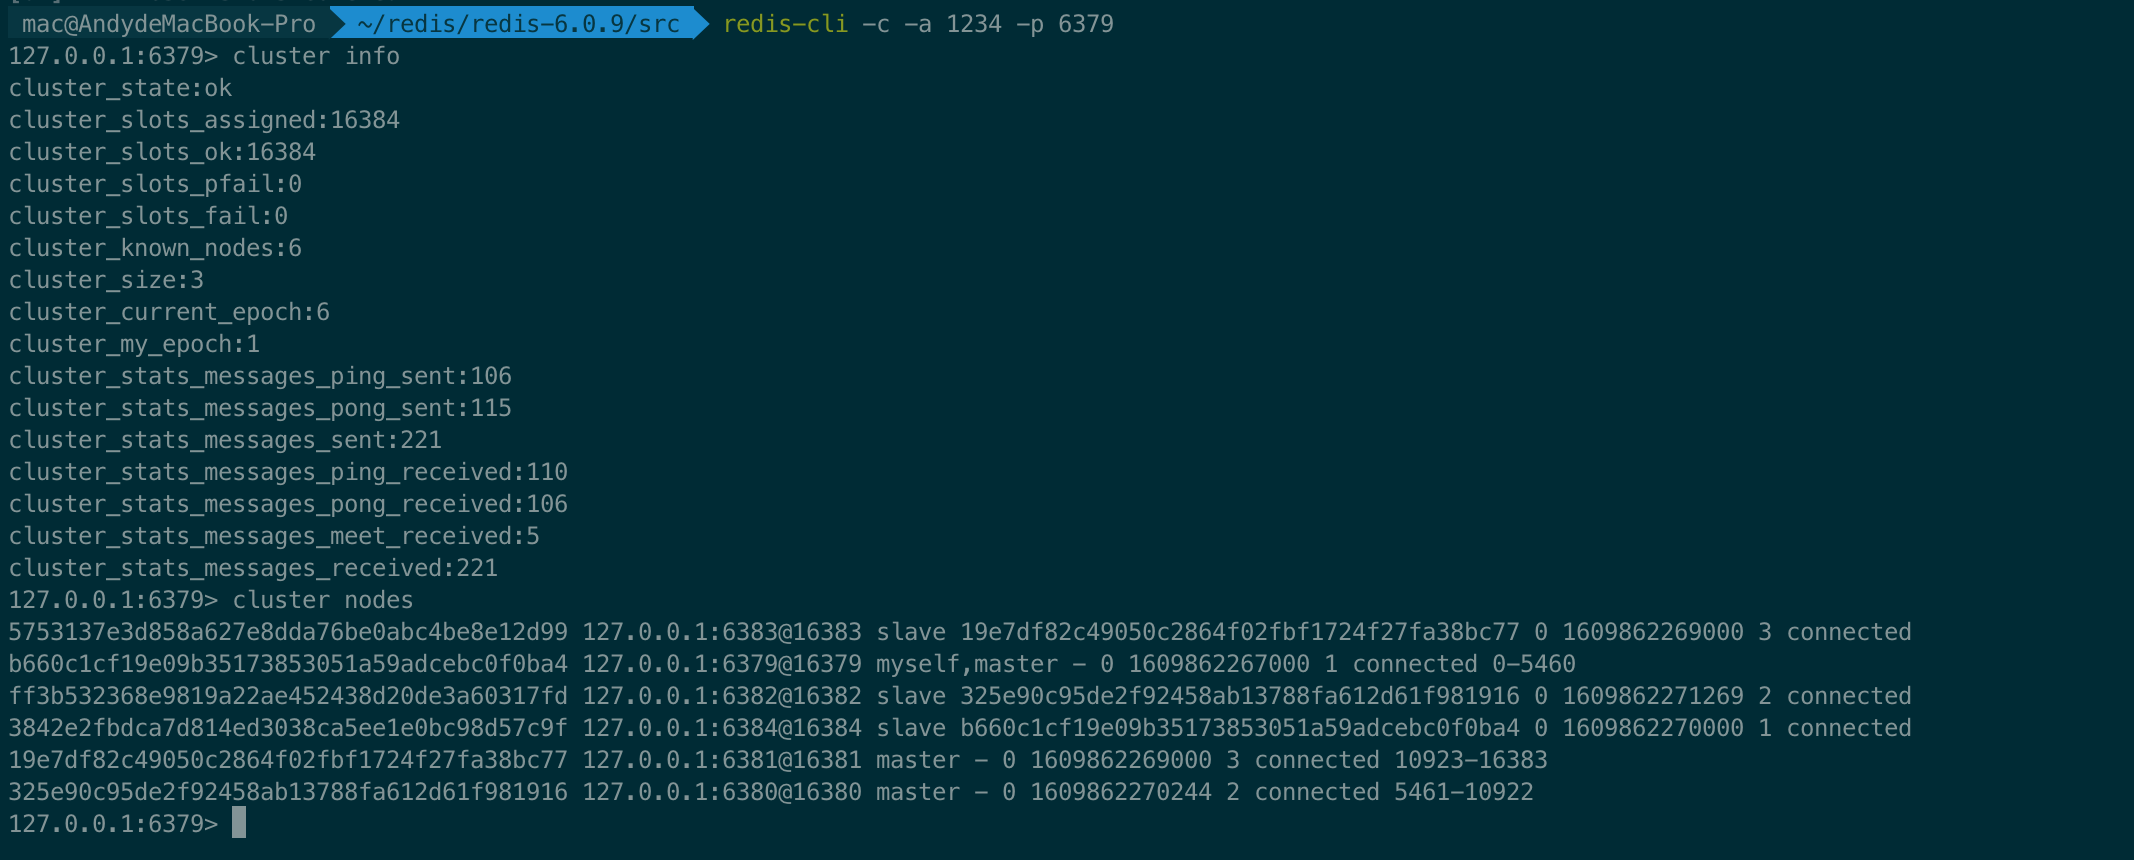 mac@AndydeMacBook-Pro ~/redis/redis-6.0.9/src redis-cli -c -a 1234 -p 6379
127.0.0.1:6379> cluster info
cluster_state:ok
cluster_slots_assigned:16384
cluster_slots_ok:16384
cluster_slots_pfail:0
cluster_slots_fail:0
cluster_known_nodes:6
cluster_size:3
cluster_current_epoch:6
cluster_my_epoch:1
cluster_stats_messages_ping_sent:106
cluster_stats_messages_pong_sent:115
cluster_stats_messages_sent:221
cluster_stats_messages_ping_received:110
cluster_stats_messages_pong_received:106
cluster_stats_messages_meet_received:5
cluster_stats_messages_received:221
127.0.0.1:6379> cluster nodes
5753137e3d858a627e8dda76be0abc4be8e12d99 127.0.0.1:6383@16383 slave 19e7df82c49050c2864f02fbf1724f27fa38bc77 0 1609862269000 3 connected
b660c1cf19e09b35173853051a59adcebc0f0ba4 127.0.0.1:6379@16379 myself,master - 0 1609862267000 1 connected 0-5460
ff3b532368e9819a22ae452438d20de3a60317fd 127.0.0.1:6382@16382 slave 325e90c95de2f92458ab13788fa612d61f981916 0 1609862271269 2 connected
3842e2fbdca7d814ed3038ca5ee1e0bc98d57c9f 127.0.0.1:6384@16384 slave b660c1cf19e09b35173853051a59adcebc0f0ba4 0 1609862270000 1 connected
19e7df82c49050c2864f02fbf1724f27fa38bc77 127.0.0.1:6381@16381 master - 0 1609862269000 3 connected 10923-16383
325e90c95de2f92458ab13788fa612d61f981916 127.0.0.1:6380@16380 master - 0 1609862270244 2 connected 5461-10922
127.0.0.1:6379>